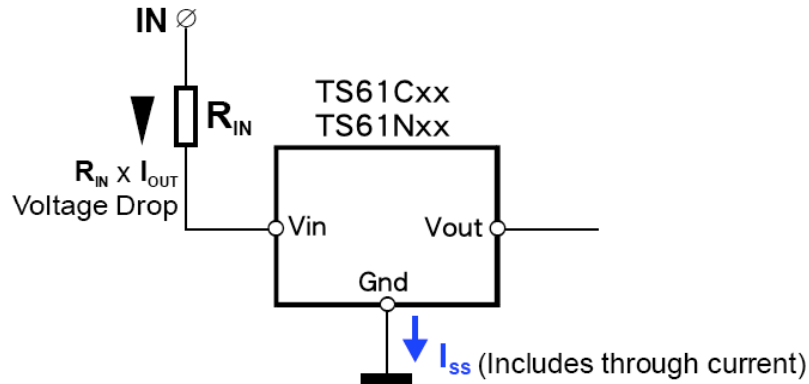 IN
TS61Cxx
TS61Nxx
RIN
RIN x IOUT
Voltage Drop
Vin
Vout
Gnd
Iss (Includes through current)